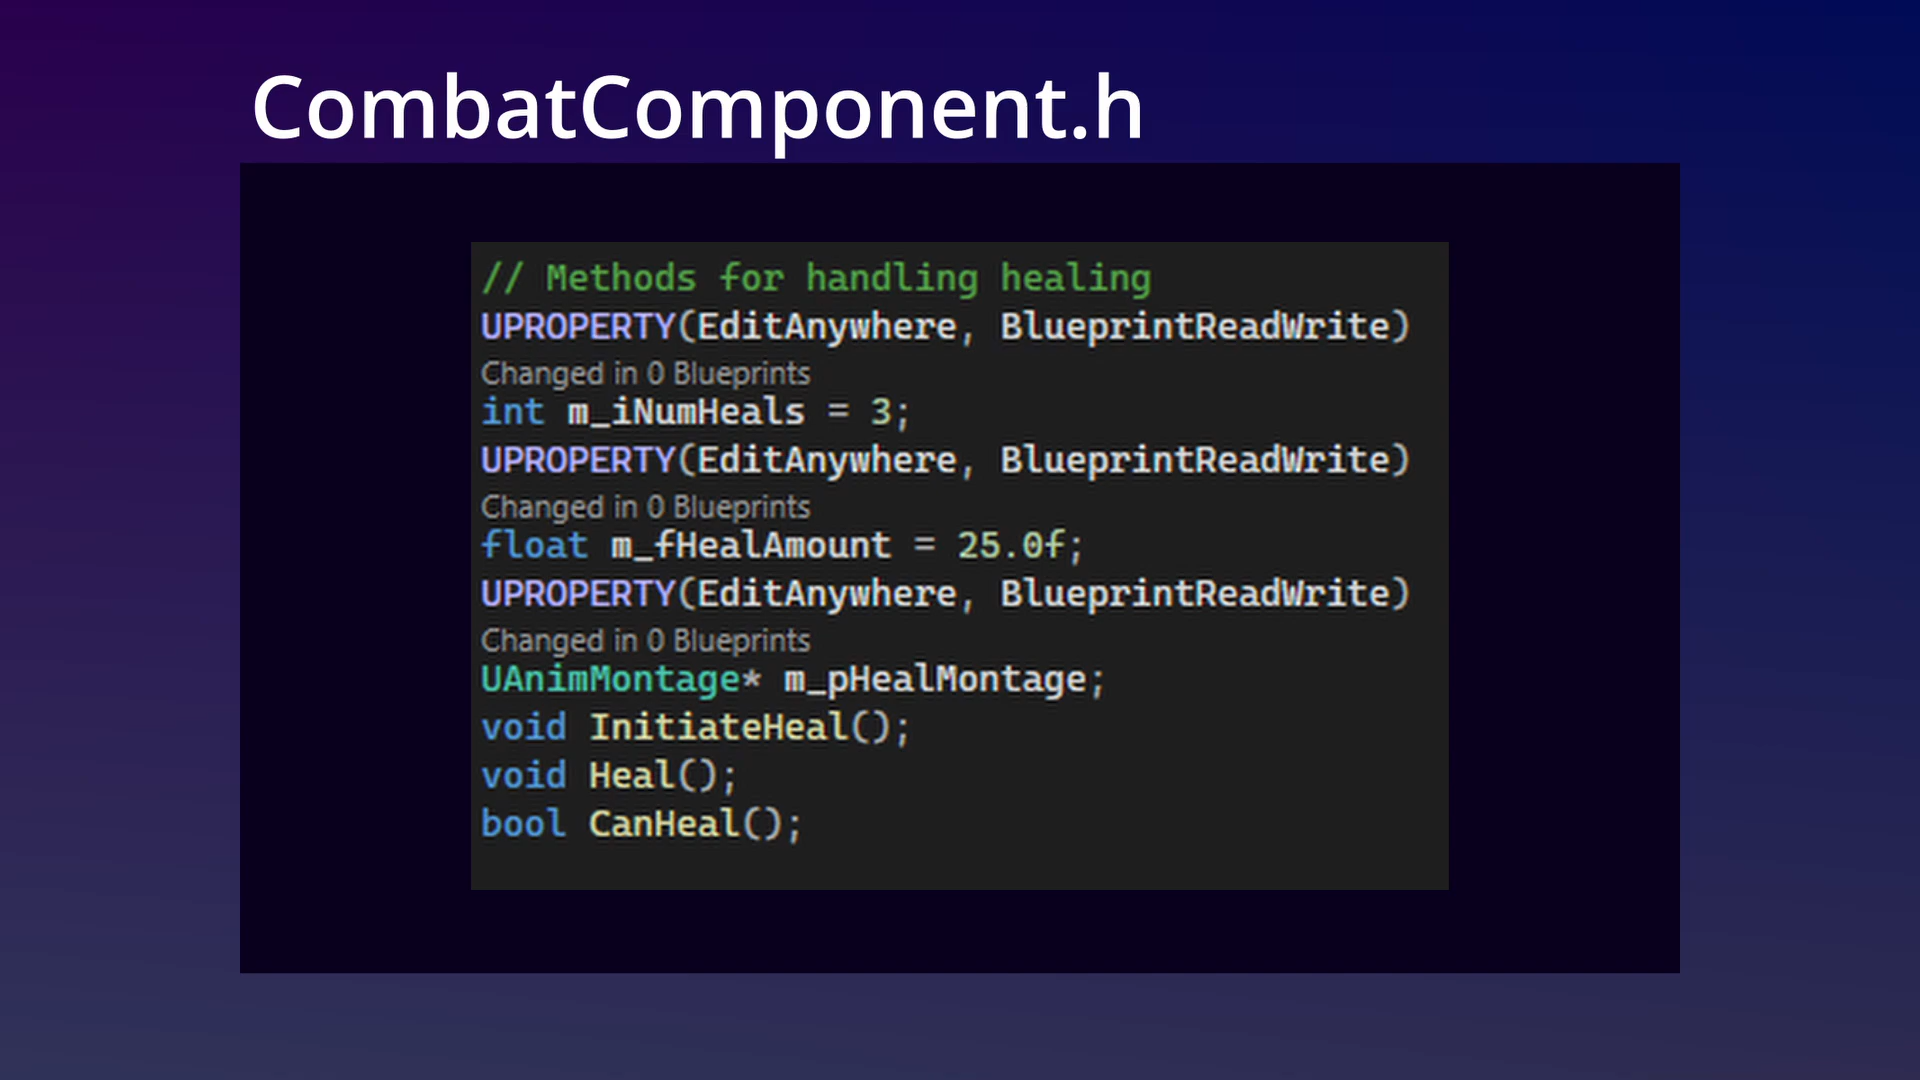 CombatComponent.h
// Methods for handling healing
UPROPERTY(EditAnywhere, BlueprintReadWrite)
Changed in 0 Blueprints
int m_iNumHeals = 3;
UPROPERTY(EditAnywhere, BlueprintReadWrite)
Changed in 0 Blueprints
float m_fHealAmount = 25.0f;
UPROPERTY(EditAnywhere, BlueprintReadWrite)
Changed in 0 Blueprints
UAnimMontage* m_pHealMontage;
void InitiateHeal();
void Heal();
bool CanHeal();